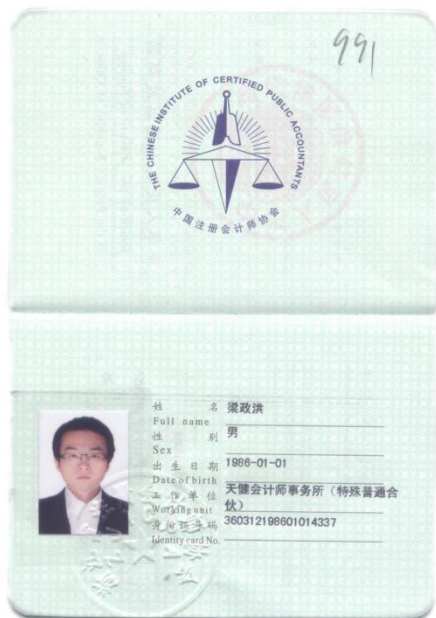 991
THE CHINESE INSTITUTE OF CERTIFIED PUBLIC ACCOUNTANTS
中国注册会计师协会
姓 名 梁政洪
Full name
性 别 男
Sex
出生日期 1986-01-01
Date of birth
工作单位 天健会计师事务所（特殊普通合
Working unit 伙）
身份证号码 360312198601014337
Identity card No.